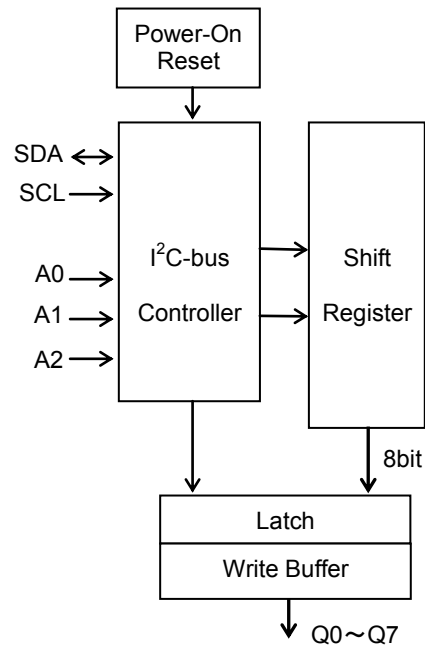 Power-On
Reset
SDA
SCL
A0
A1
A2
I²C-bus
Controller
Shift
Register
8bit
Latch
Write Buffer
Q0～Q7